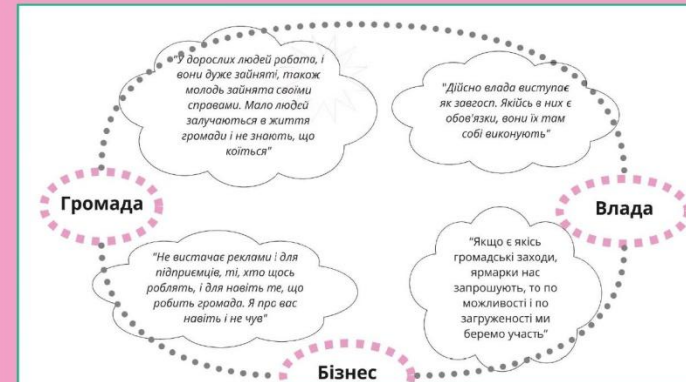 "У дорослих людей робота, і
вони дуже зайняті, також
молодь зайнята своїми
справами. Мало людей
залучаються в життя
громади і не знають, що
коїться"
"Дійсно влада виступає
як завгосп. Якійсь в них є
обов'язки, вони їх там
собі виконують"
Громада
Влада
"Не вистачає реклами і для
підприємців, ті, хто щось
роблять, і для навіть те, що
робить громада. Я про вас
навіть і не чув"
"Якщо є якісь
громадські заходи,
ярмарки нас
запрошують, то по
можливості і по
загруженості ми
беремо участь"
Бізнес